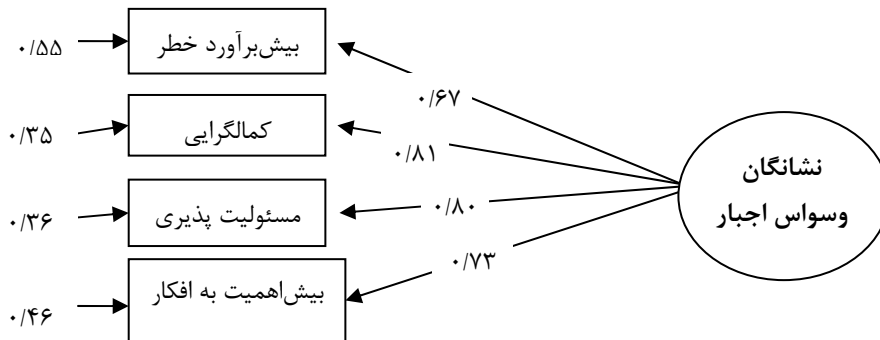 بیش‌برآورد خطر
۰/۵۵
۰/۶۷
کمالگرایی
۰/۳۵
۰/۸۱
نشانگان
وسواس اجبار
مسئولیت پذیری
۰/۳۶
۰/۸۰
بیش‌اهمیت به افکار
۰/۴۶
۰/۷۳